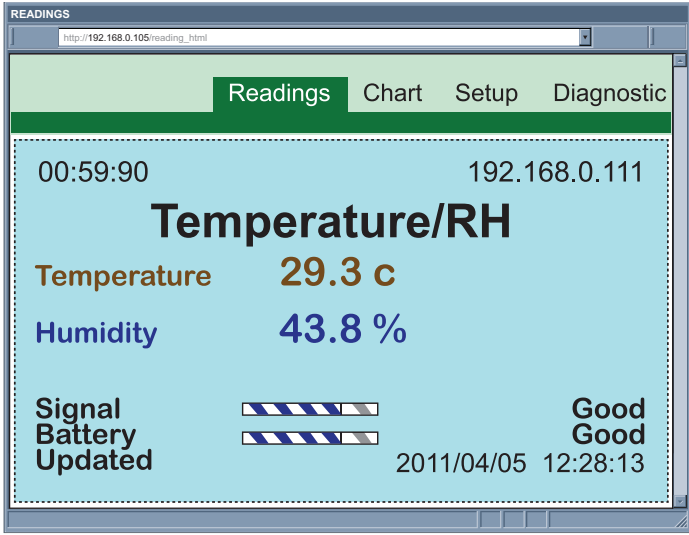 READINGS
http://192.168.0.105/reading_html
Readings Chart Setup Diagnostic
00:59:90 192.168.0.111
Temperature/RH
Temperature 29.3 c
Humidity 43.8 %
Signal Good
Battery Good
Updated 2011/04/05 12:28:13